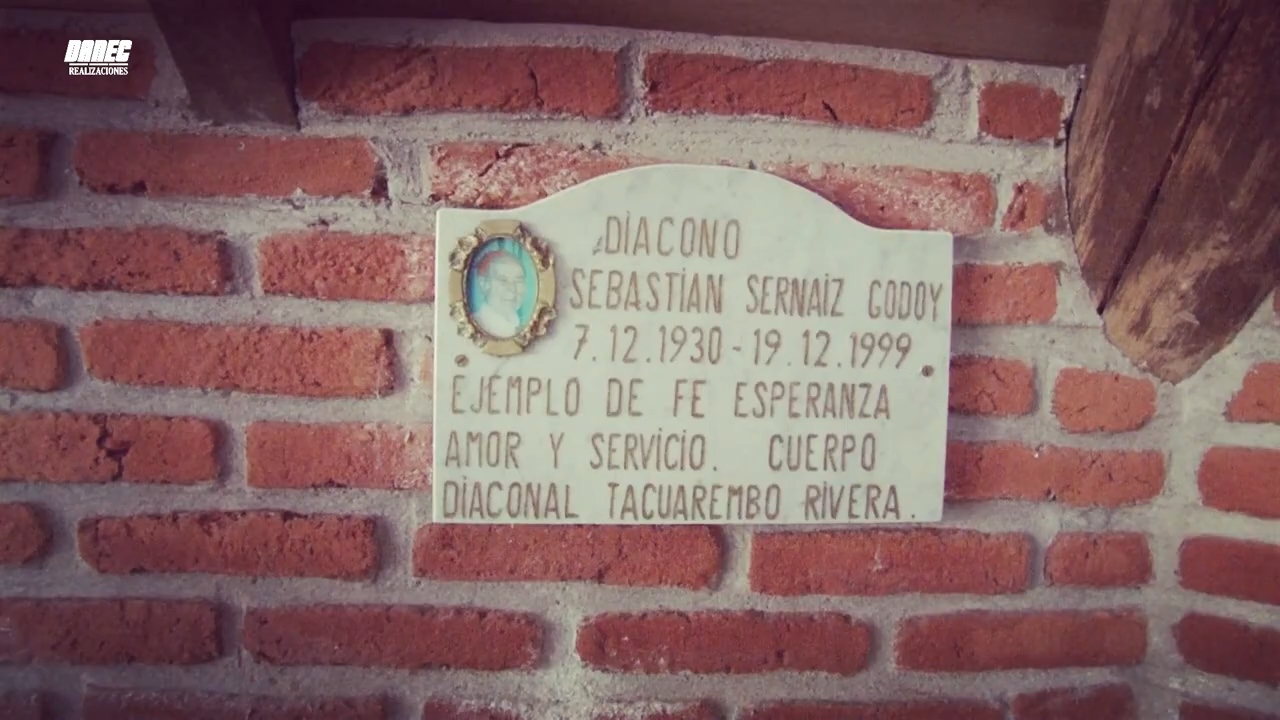 DANEC
REALIZACIONES
DIACONO
SEBASTIAN SERNAIZ GODOY
7.12.1930 - 19.12.1999
EJEMPLO DE FE ESPERANZA
AMOR Y SERVICIO. CUERPO
DIACONAL TACUAREMBO RIVERA.